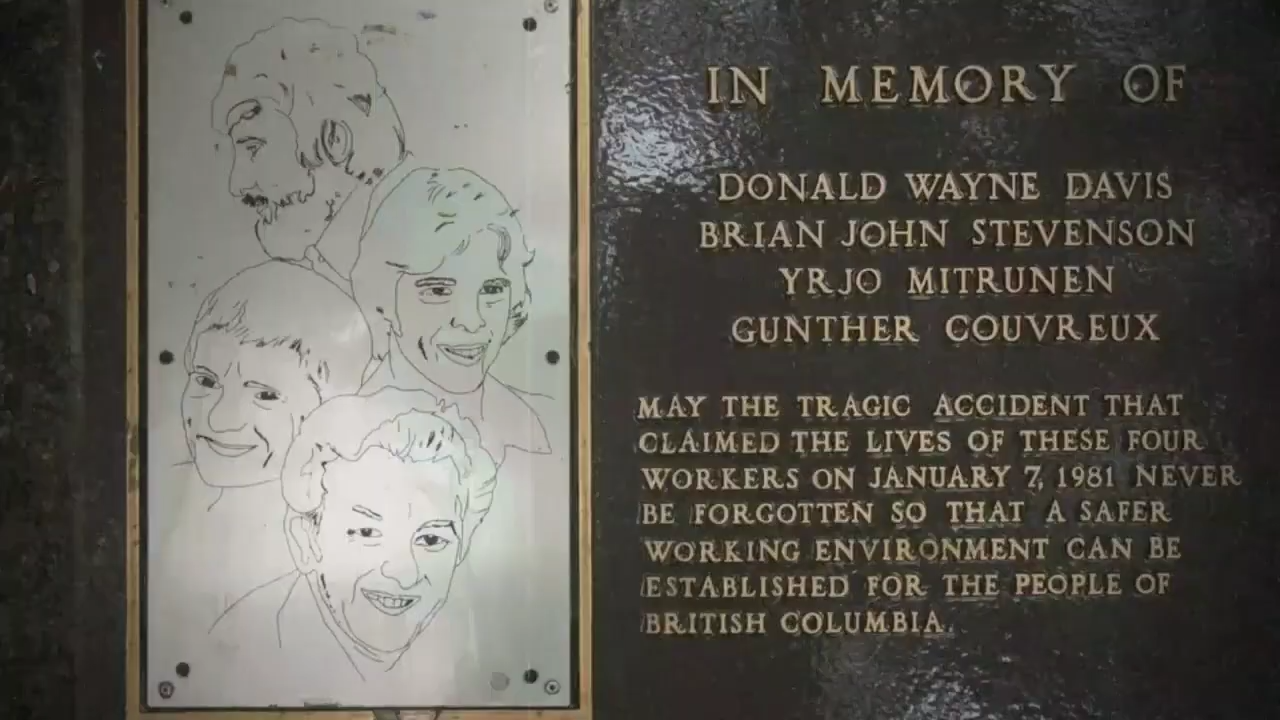 IN MEMORY OF
DONALD WAYNE DAVIS
BRIAN JOHN STEVENSON
YRJO MITRUNEN
GUNTHER COUVREUX
MAY THE TRAGIC ACCIDENT THAT
CLAIMED THE LIVES OF THESE FOUR
WORKERS ON JANUARY 7, 1981 NEVER
BE FORGOTTEN SO THAT A SAFER
WORKING ENVIRONMENT CAN BE
ESTABLISHED FOR THE PEOPLE OF
BRITISH COLUMBIA.